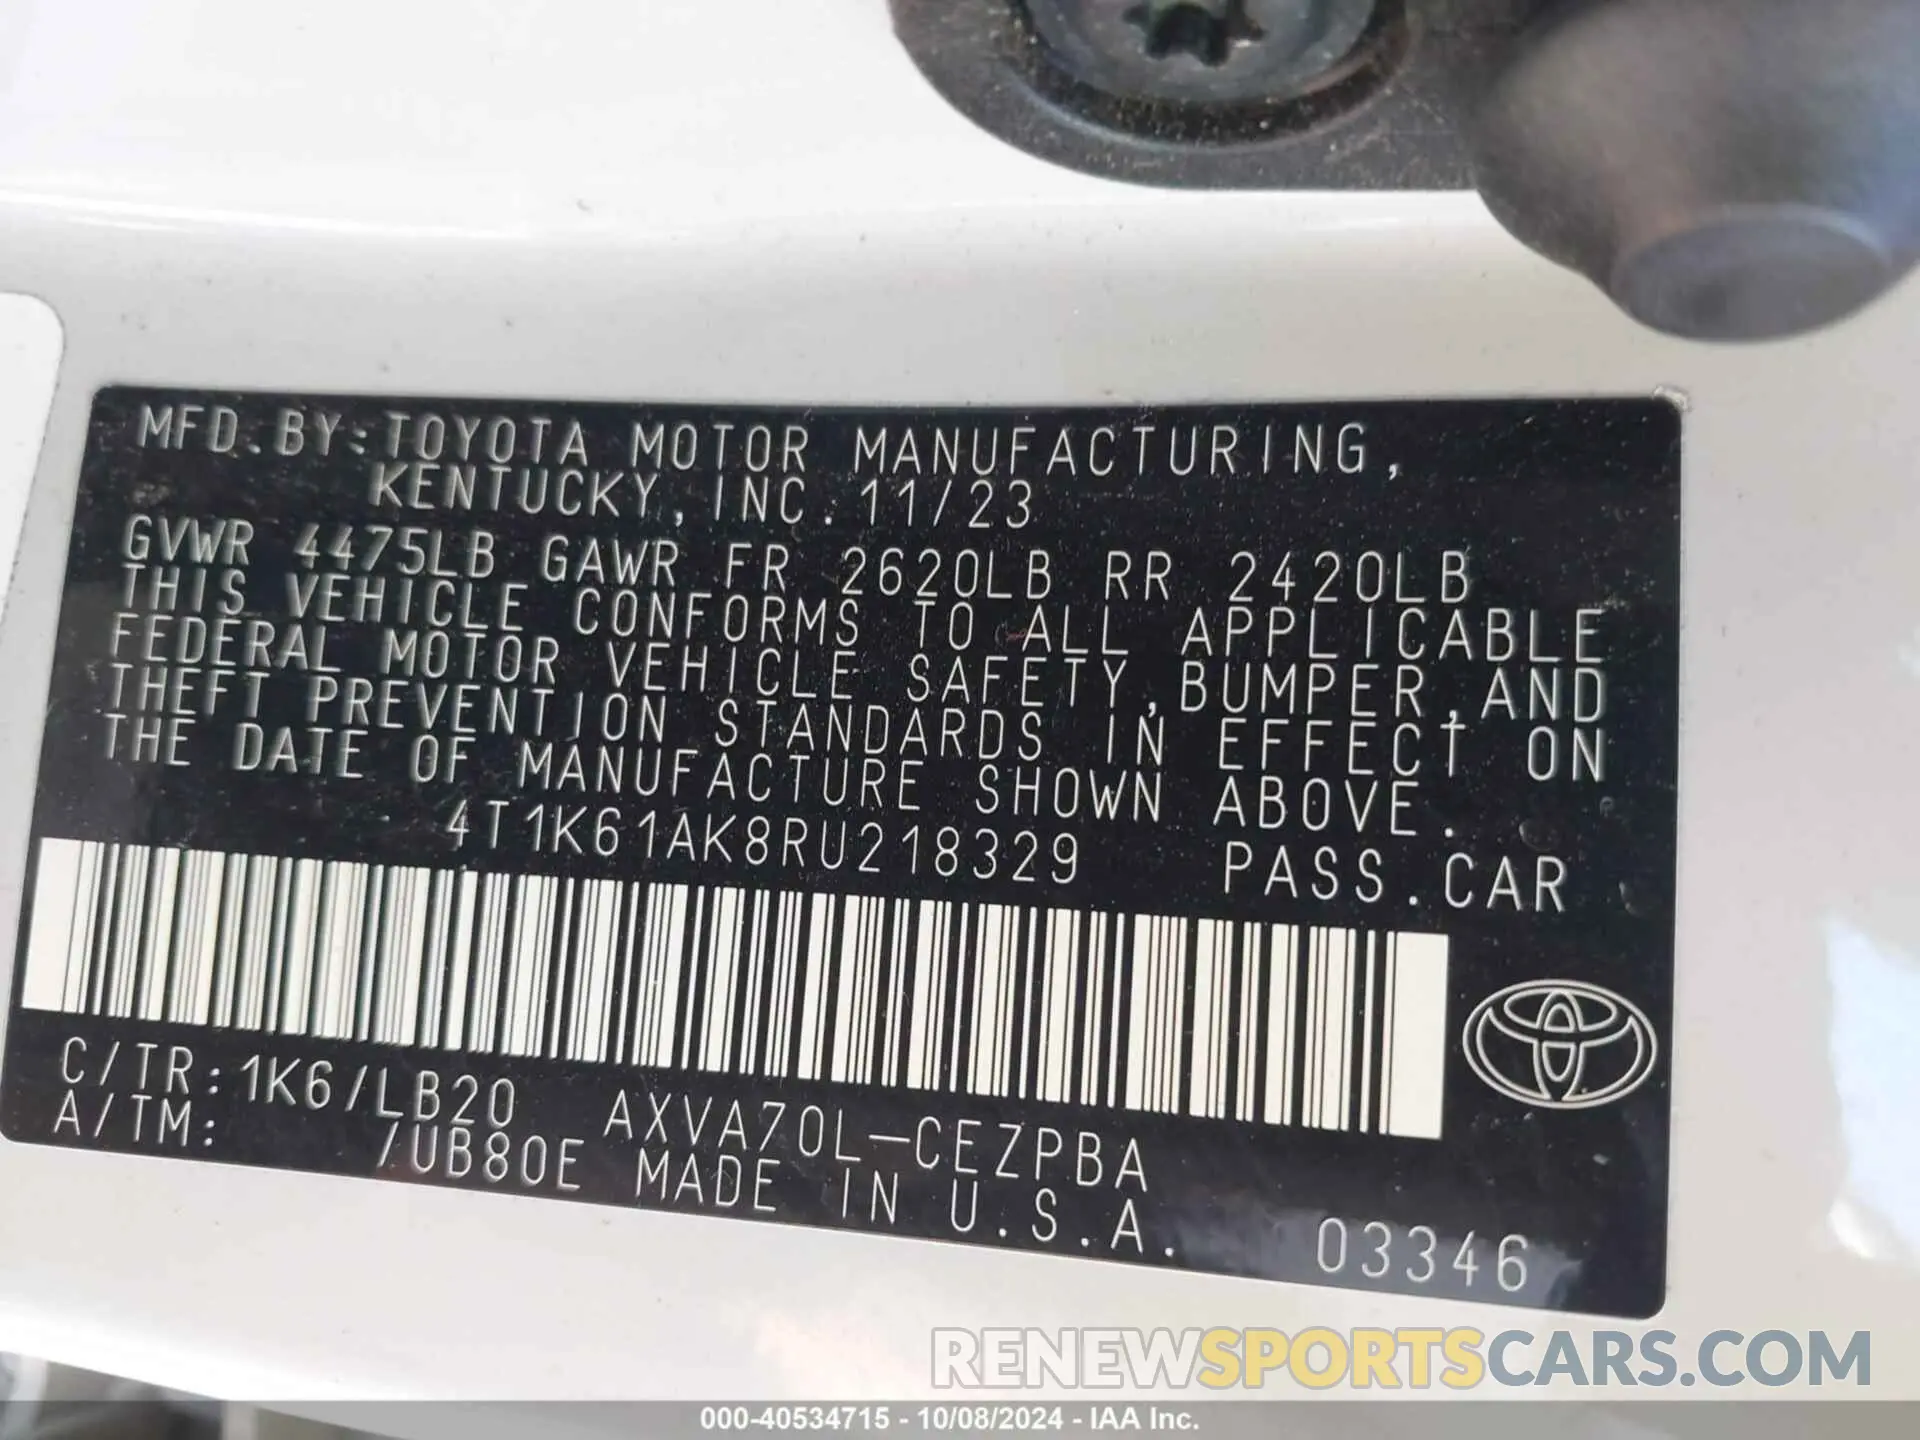 MFD.BY:TOYOTA MOTOR MANUFACTURING,
KENTUCKY,INC. 11/23
GVWR 4475LB GAWR FR 2620LB RR 2420LB
THIS VEHICLE CONFORMS TO ALL APPLICABLE
FEDERAL MOTOR VEHICLE SAFETY,BUMPER,AND
THEFT PREVENTION STANDARDS IN EFFECT ON
THE DATE OF MANUFACTURE SHOWN ABOVE.
4T1K61AK8RU218329 PASS.CAR
C/TR:1K6/LB20 AXVA70L-CEZPBA
A/TM: /UB80E MADE IN U.S.A.
03346
RENEWSPORTSCARS.COM
000-40534715 - 10/08/2024 - IAA Inc.